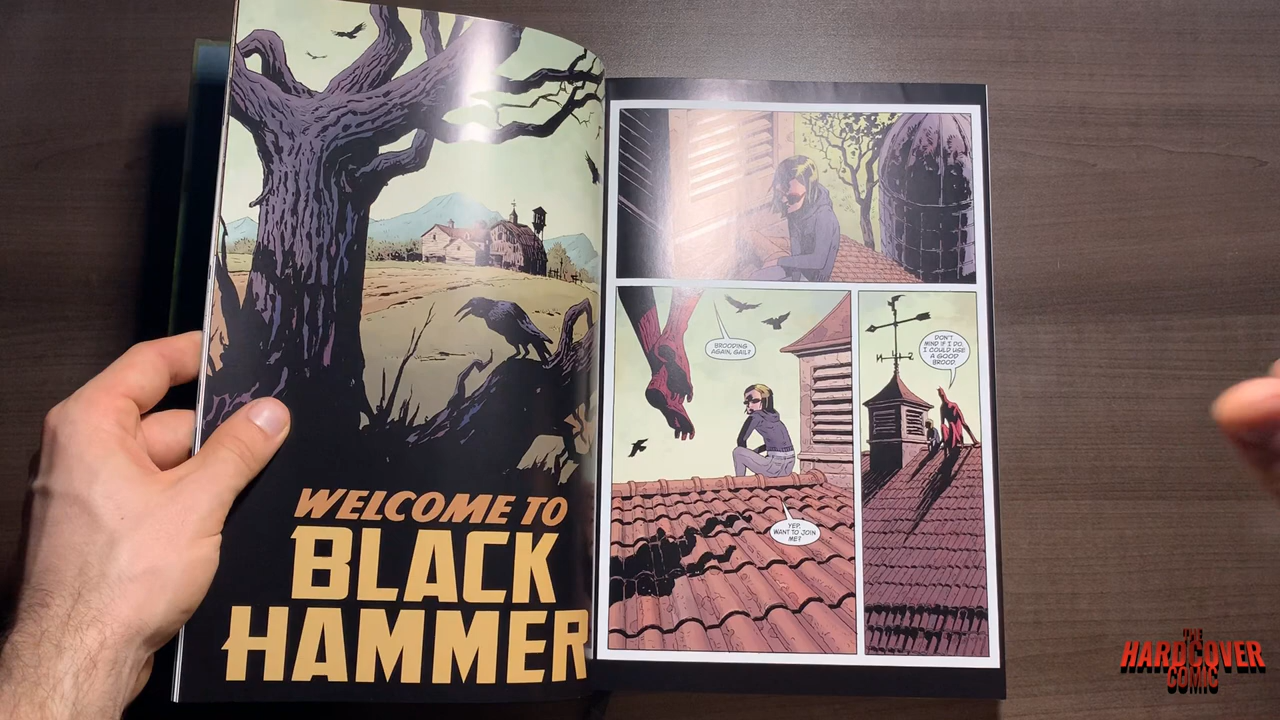 WELCOME TO
BLACK
HAMMER
BROODING
AGAIN, GAIL?
YEP.
WANT TO JOIN
ME?
DON'T
MIND IF I DO.
I COULD USE
A GOOD
BROOD.
N
THE
HARDCOVER
COMIC